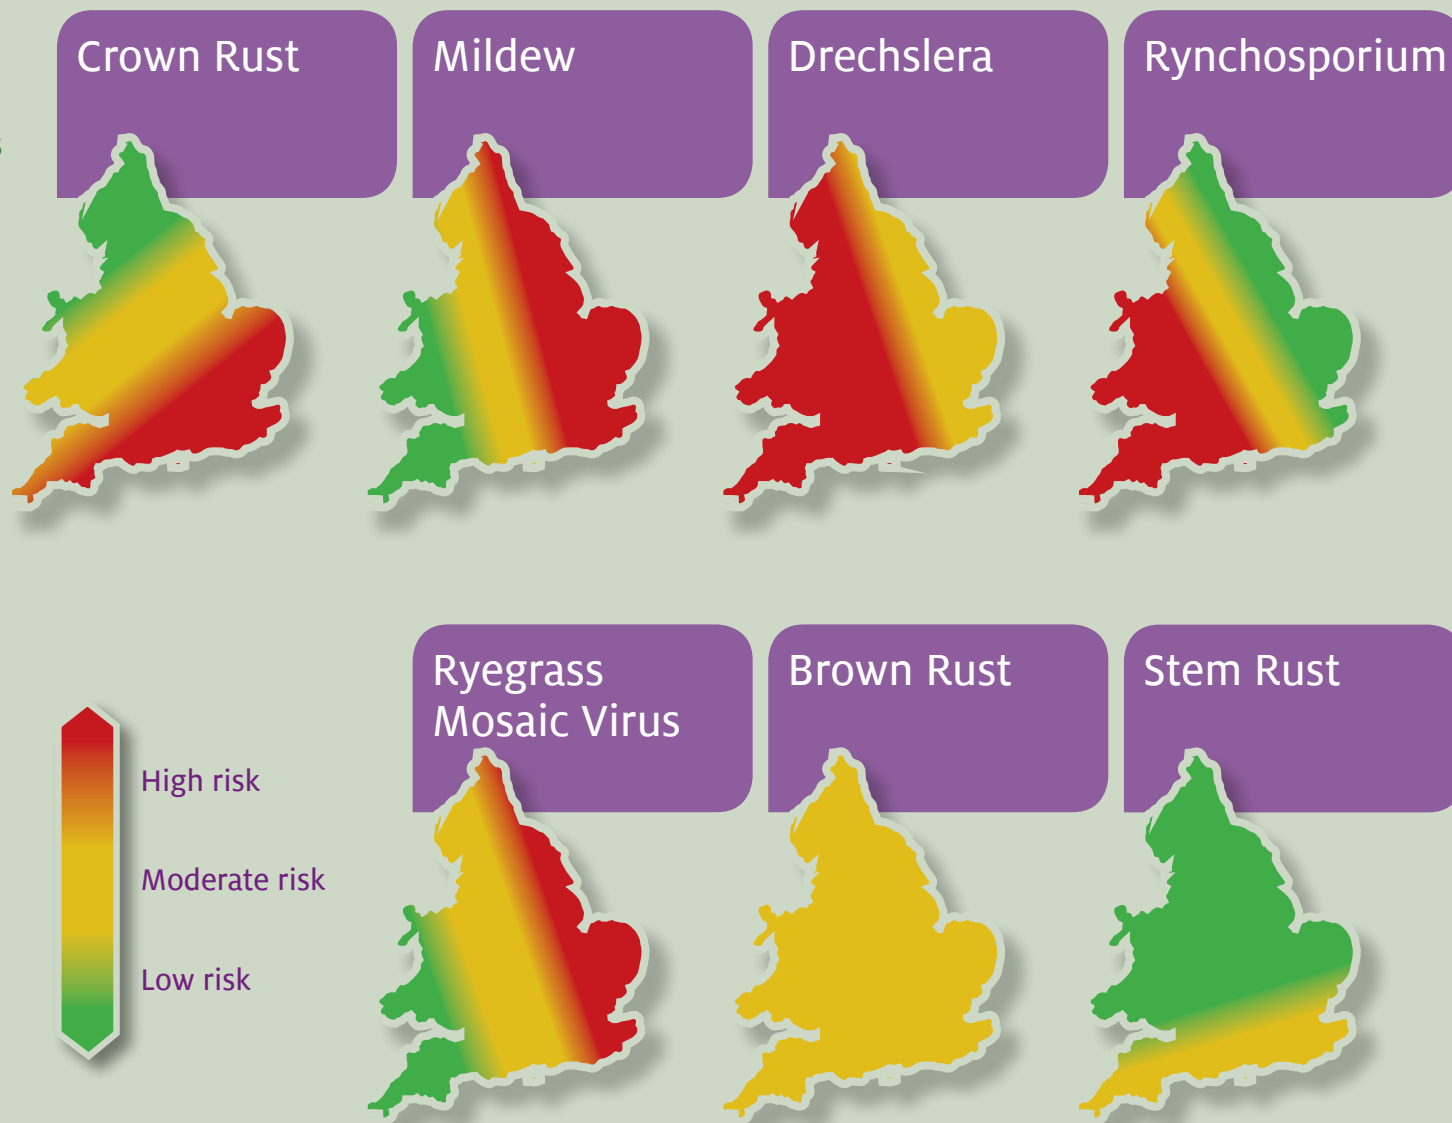 Crown Rust
Mildew
Drechslera
Rynchosporium
Ryegrass
Mosaic Virus
Brown Rust
Stem Rust
High risk
Moderate risk
Low risk